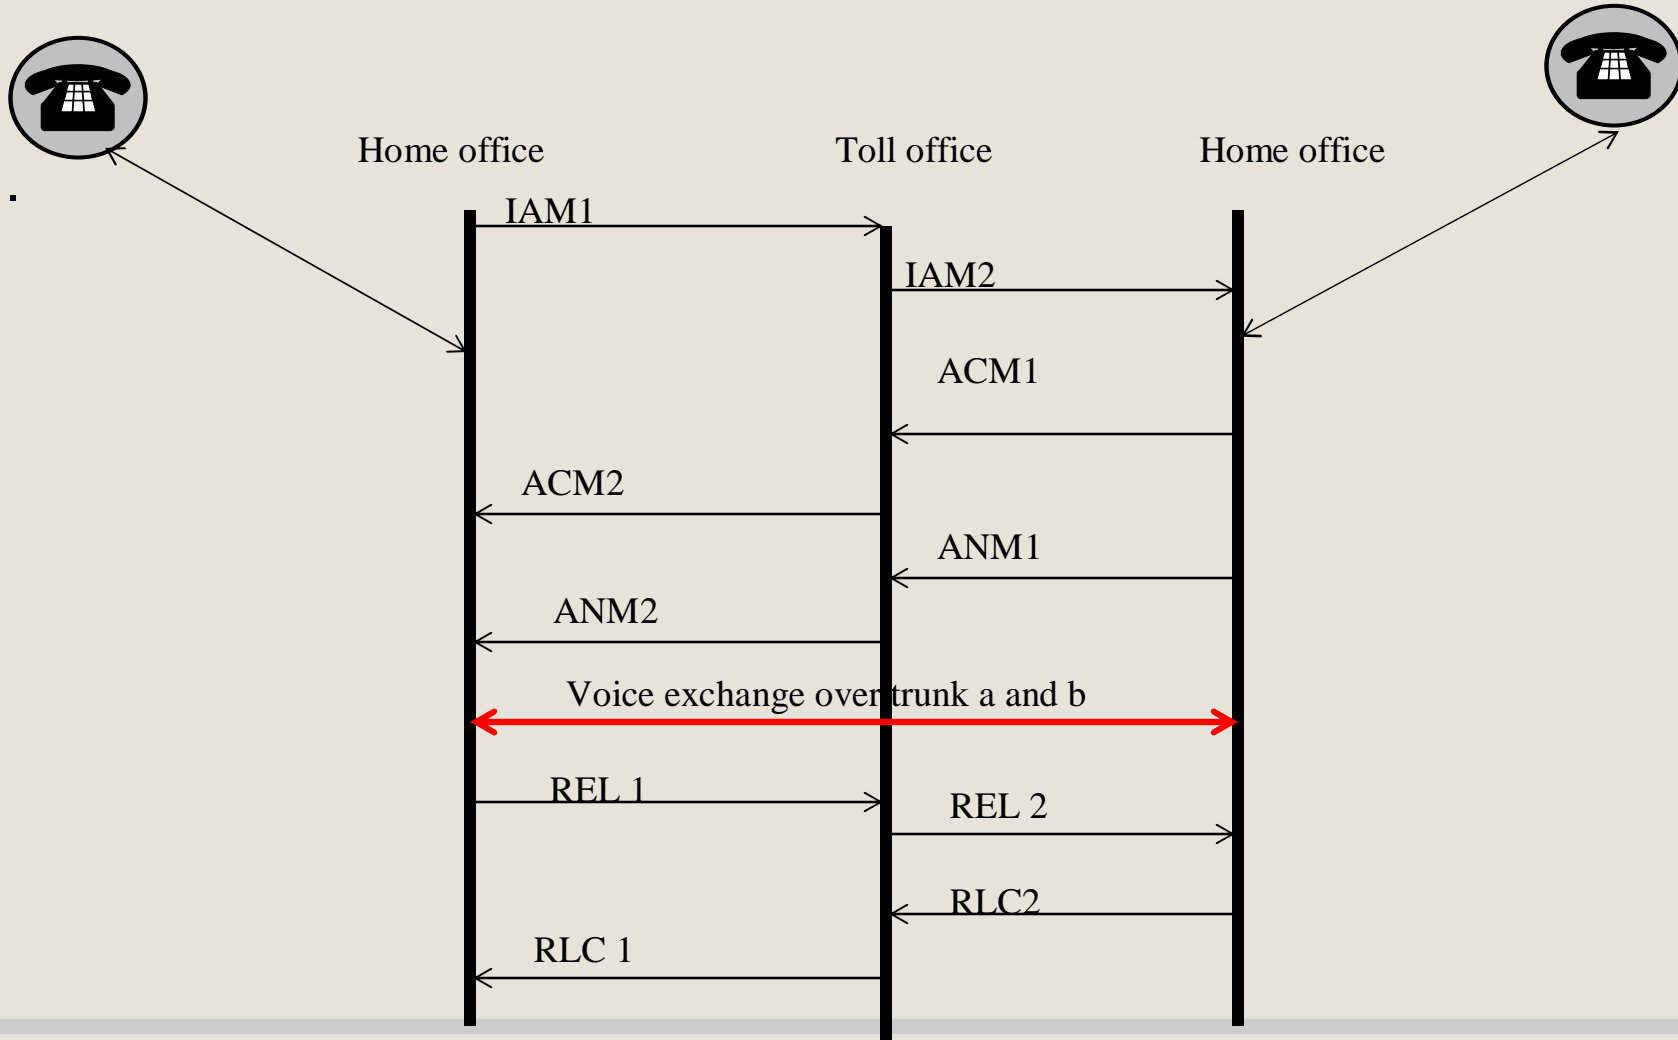 Home office
Toll office
Home office
IAM1
IAM2
ACM1
ACM2
ANM1
ANM2
Voice exchange over trunk a and b
REL 1
REL 2
RLC2
RLC 1